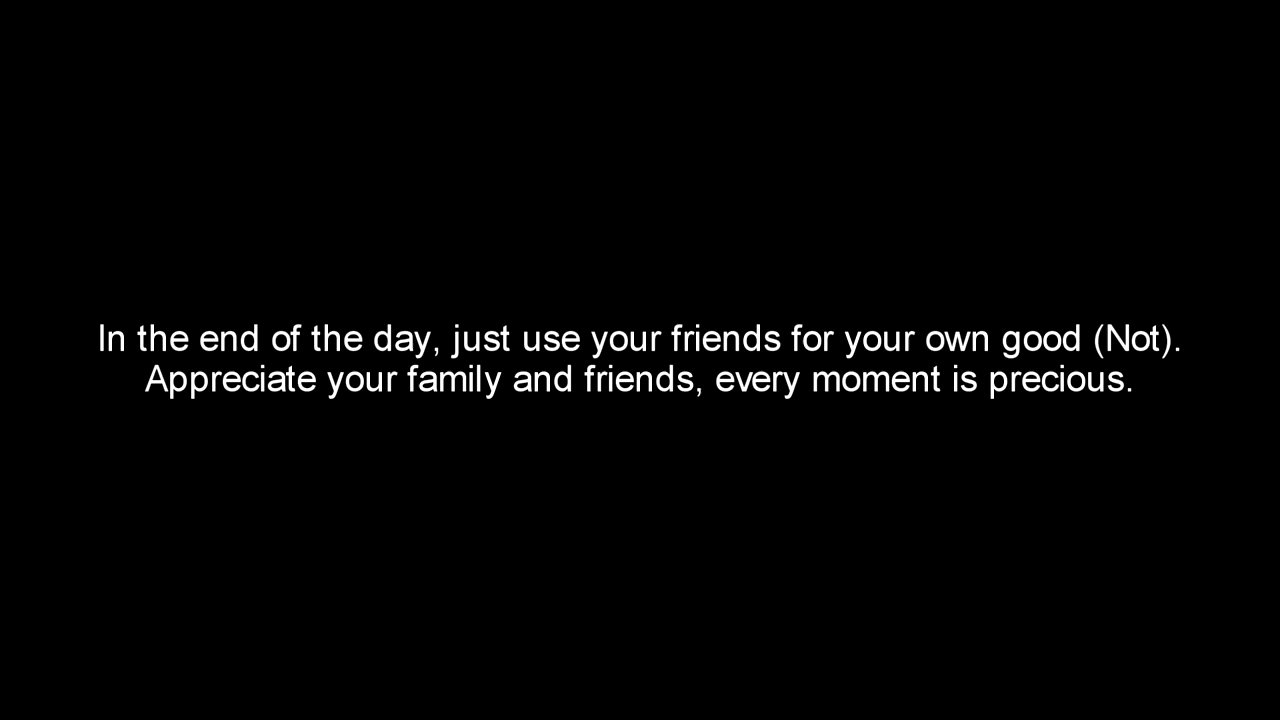 In the end of the day, just use your friends for your own good (Not).
Appreciate your family and friends, every moment is precious.